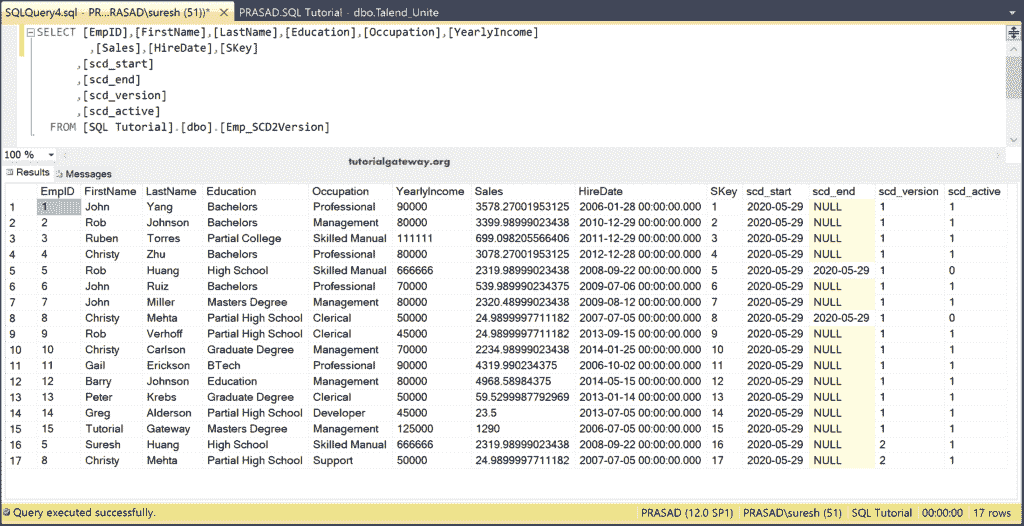 SQLQuery4.sql - PR...RASAD\suresh (51))* PRASAD.SQL Tutorial - dbo.Talend_Unite
SELECT [EmpID],[FirstName],[LastName],[Education],[Occupation],[YearlyIncome]
,[Sales],[HireDate],[SKey]
,[scd_start]
,[scd_end]
,[scd_version]
,[scd_active]
FROM [SQL Tutorial].[dbo].[Emp_SCD2Version]
100 %
tutorialgateway.org
Results Messages
EmpID FirstName LastName Education Occupation YearlyIncome Sales HireDate SKey scd_start scd_end scd_version scd_active
1 1 John Yang Bachelors Professional 90000 3578.27001953125 2006-01-28 00:00:00.000 1 2020-05-29 NULL 1 1
2 2 Rob Johnson Bachelors Management 80000 3399.98999023438 2010-12-29 00:00:00.000 2 2020-05-29 NULL 1 1
3 3 Ruben Torres Partial College Skilled Manual 111111 699.098205566406 2011-12-29 00:00:00.000 3 2020-05-29 NULL 1 1
4 4 Christy Zhu Bachelors Professional 80000 3078.27001953125 2012-12-28 00:00:00.000 4 2020-05-29 NULL 1 1
5 5 Rob Huang High School Skilled Manual 666666 2319.98999023438 2008-09-22 00:00:00.000 5 2020-05-29 2020-05-29 1 0
6 6 John Ruiz Bachelors Professional 70000 539.984990234375 2009-07-06 00:00:00.000 6 2020-05-29 NULL 1 1
7 7 John Miller Masters Degree Management 80000 2320.48999023438 2009-08-12 00:00:00.000 7 2020-05-29 NULL 1 1
8 8 Christy Mehta Partial High School Clerical 50000 24.9899997711182 2007-07-05 00:00:00.000 8 2020-05-29 2020-05-29 1 0
9 9 Rob Verhoff Partial High School Clerical 45000 24.9899997711182 2013-09-15 00:00:00.000 9 2020-05-29 NULL 1 1
10 10 Christy Carlson Graduate Degree Management 70000 2234.98999023438 2014-01-25 00:00:00.000 10 2020-05-29 NULL 1 1
11 11 Gail Erickson BTech Professional 90000 4319.990234375 2006-10-02 00:00:00.000 11 2020-05-29 NULL 1 1
12 12 Barry Johnson Education Management 80000 4968.58984375 2014-05-15 00:00:00.000 12 2020-05-29 NULL 1 1
13 13 Peter Krebs Graduate Degree Clerical 50000 59.5299987792969 2013-01-14 00:00:00.000 13 2020-05-29 NULL 1 1
14 14 Greg Alderson Partial High School Developer 45000 23.5 2013-07-05 00:00:00.000 14 2020-05-29 NULL 1 1
15 15 Tutorial Gateway Masters Degree Management 125000 1290 2006-07-05 00:00:00.000 15 2020-05-29 NULL 1 1
16 5 Suresh Huang High School Skilled Manual 666666 2319.98999023438 2008-09-22 00:00:00.000 16 2020-05-29 NULL 2 1
17 8 Christy Mehta Partial High School Support 50000 24.9899997711182 2007-07-05 00:00:00.000 17 2020-05-29 NULL 2 1
Query executed successfully. PRASAD (12.0 SP1) PRASAD\suresh (51) SQL Tutorial 00:00:00 17 rows